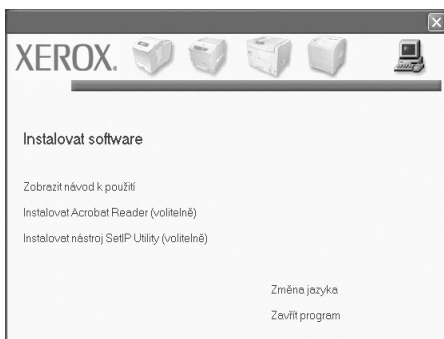 XEROX.
Instalovat software
Zobrazit návod k použití
Instalovat Acrobat Reader (volitelně)
Instalovat nástroj SetIP Utility (volitelně)
Změna jazyka
Zavřít program